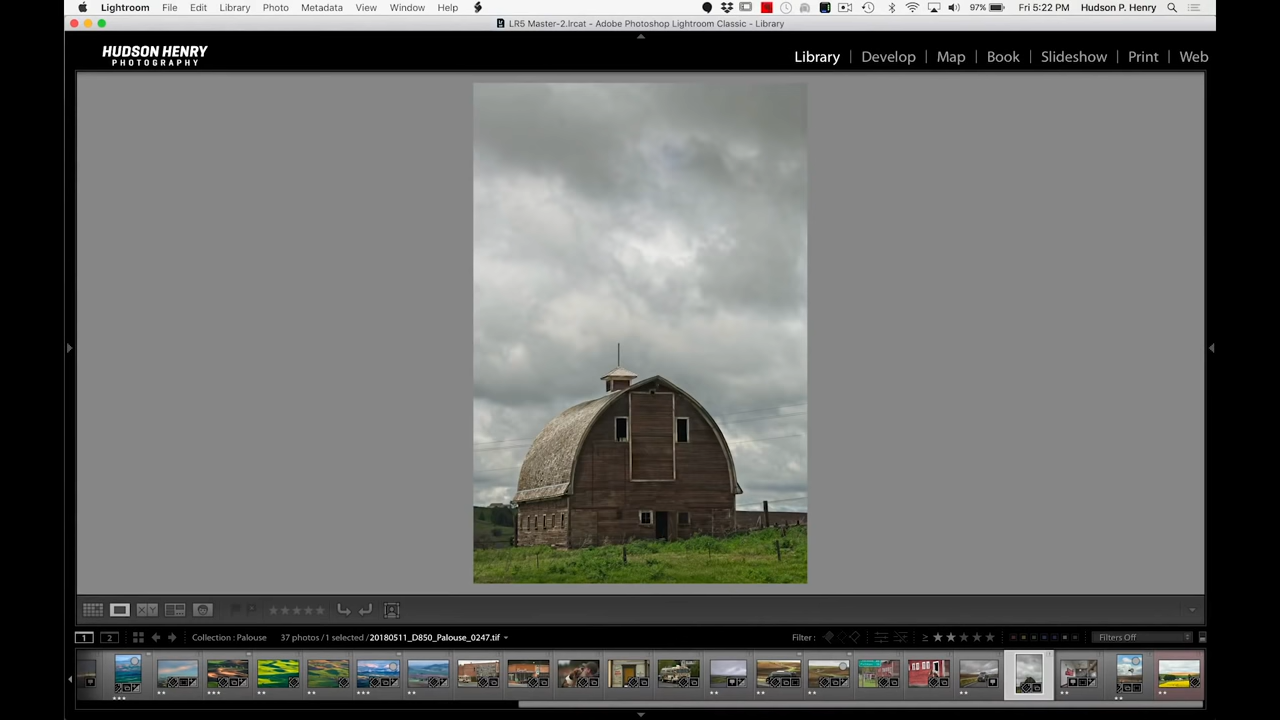 Lightroom File Edit Library Photo Metadata View Window Help 97% Fri 5:22 PM Hudson P. Henry
LR5 Master-2.lrcat - Adobe Photoshop Lightroom Classic - Library
HUDSON HENRY
PHOTOGRAPHY
Library | Develop | Map | Book | Slideshow | Print | Web
XY
1 2 Collection : Palouse 37 photos / 1 selected / 20180511_D850_Palouse_0247.tif Filter : Filters Off